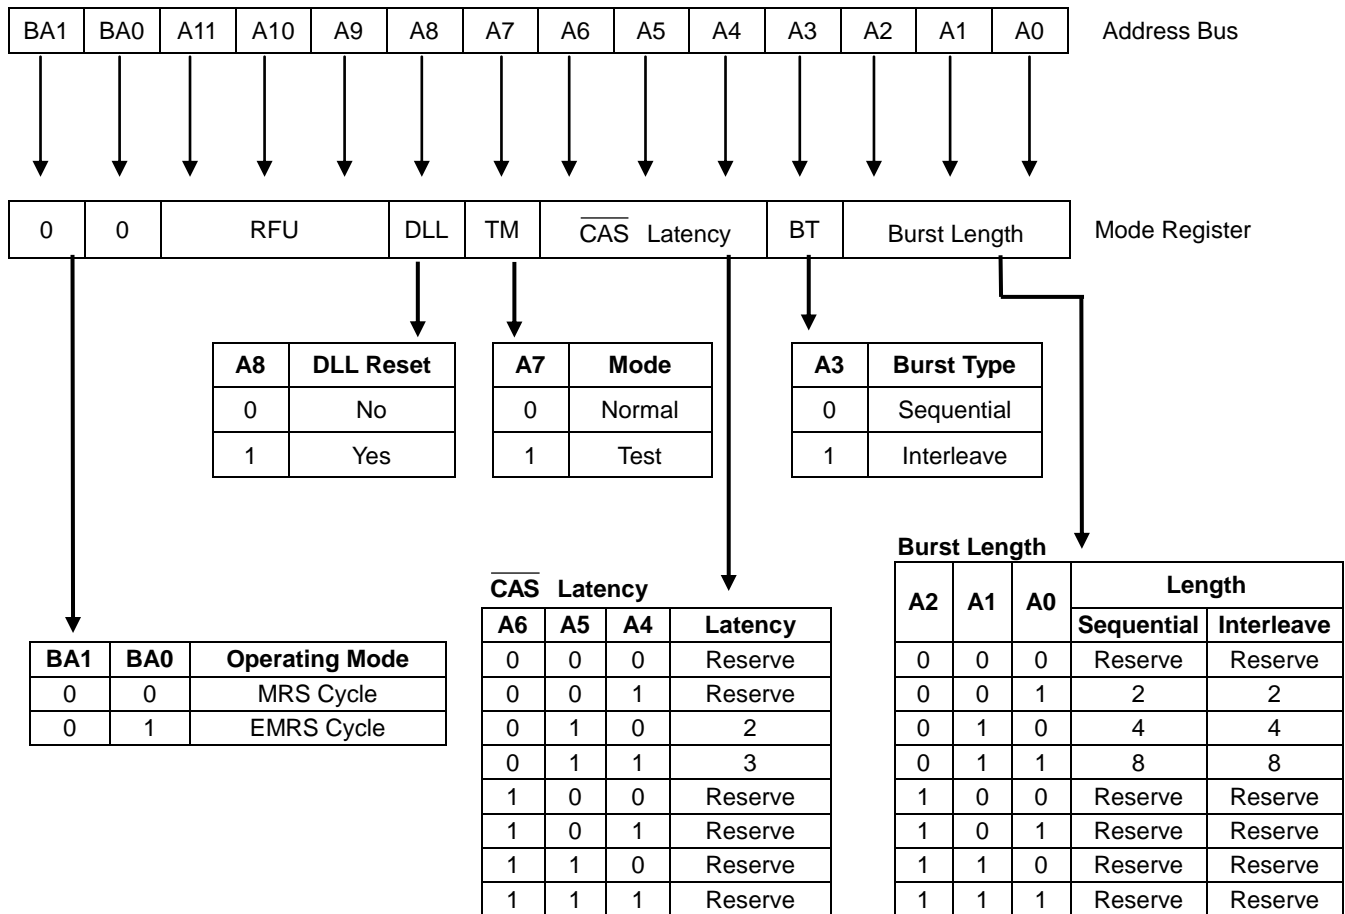 BA1 BA0 A11 A10 A9 A8 A7 A6 A5 A4 A3 A2 A1 A0 Address Bus
0 0 RFU DLL TM CAS Latency BT Burst Length Mode Register
A8 DLL Reset
0 No
1 Yes
A7 Mode
0 Normal
1 Test
A3 Burst Type
0 Sequential
1 Interleave
BA1 BA0 Operating Mode
0 0 MRS Cycle
0 1 EMRS Cycle
CAS Latency
A6 A5 A4 Latency
0 0 0 Reserve
0 0 1 Reserve
0 1 0 2
0 1 1 3
1 0 0 Reserve
1 0 1 Reserve
1 1 0 Reserve
1 1 1 Reserve
Burst Length
A2 A1 A0 Length
Sequential Interleave
0 0 0 Reserve Reserve
0 0 1 2 2
0 1 0 4 4
0 1 1 8 8
1 0 0 Reserve Reserve
1 0 1 Reserve Reserve
1 1 0 Reserve Reserve
1 1 1 Reserve Reserve